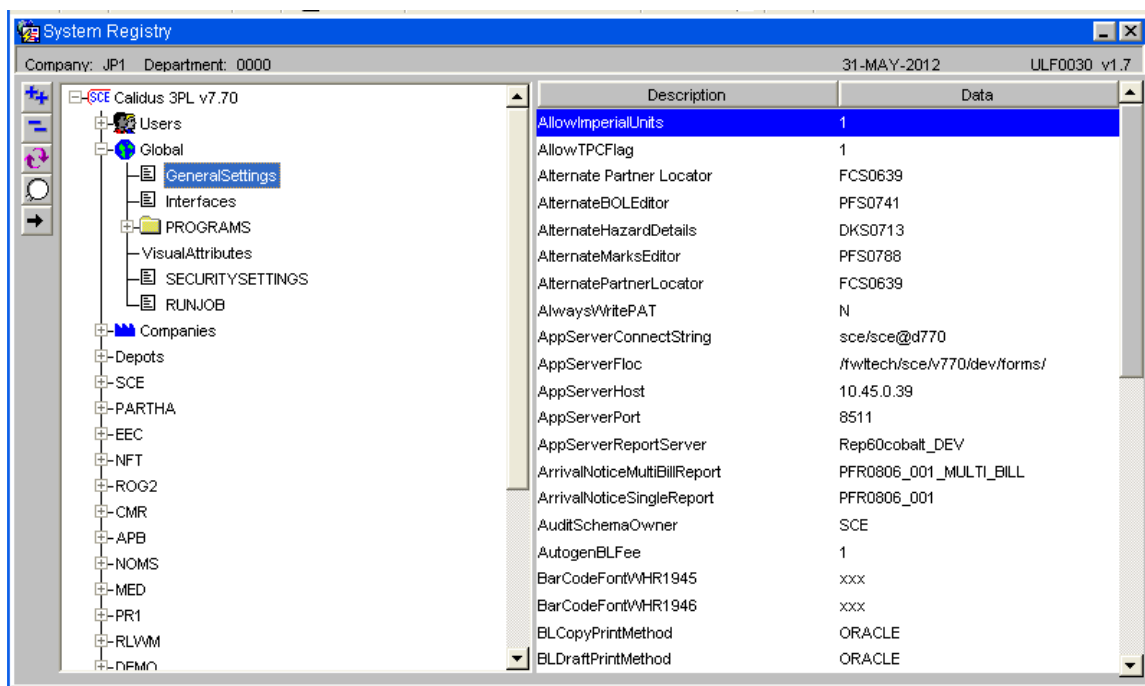 System Registry
Company: JP1 Department: 0000 31-MAY-2012 ULF0030 v1.7
SCE Calidus 3PL v7.70
Users
Global
GeneralSettings
Interfaces
PROGRAMS
VisualAttributes
SECURITYSETTINGS
RUNJOB
Companies
Depots
SCE
PARTHA
EEC
NFT
ROG2
CMR
APB
NOMS
MED
PR1
RLWM
DEMO
Description Data
AllowImperialUnits 1
AllowTPCFlag 1
Alternate Partner Locator FCS0639
AlternateBOLEditor PFS0741
AlternateHazardDetails DKS0713
AlternateMarksEditor PFS0788
AlternatePartnerLocator FCS0639
AlwaysWritePAT N
AppServerConnectString sce/sce@d770
AppServerFloc /fwltech/sce/v770/dev/forms/
AppServerHost 10.45.0.39
AppServerPort 8511
AppServerReportServer Rep60cobalt_DEV
ArrivalNoticeMultiBillReport PFR0806_001_MULTI_BILL
ArrivalNoticeSingleReport PFR0806_001
AuditSchemaOwner SCE
AutogenBLFee 1
BarCodeFontWHR1945 xxx
BarCodeFontWHR1946 xxx
BLCopyPrintMethod ORACLE
BLDraftPrintMethod ORACLE